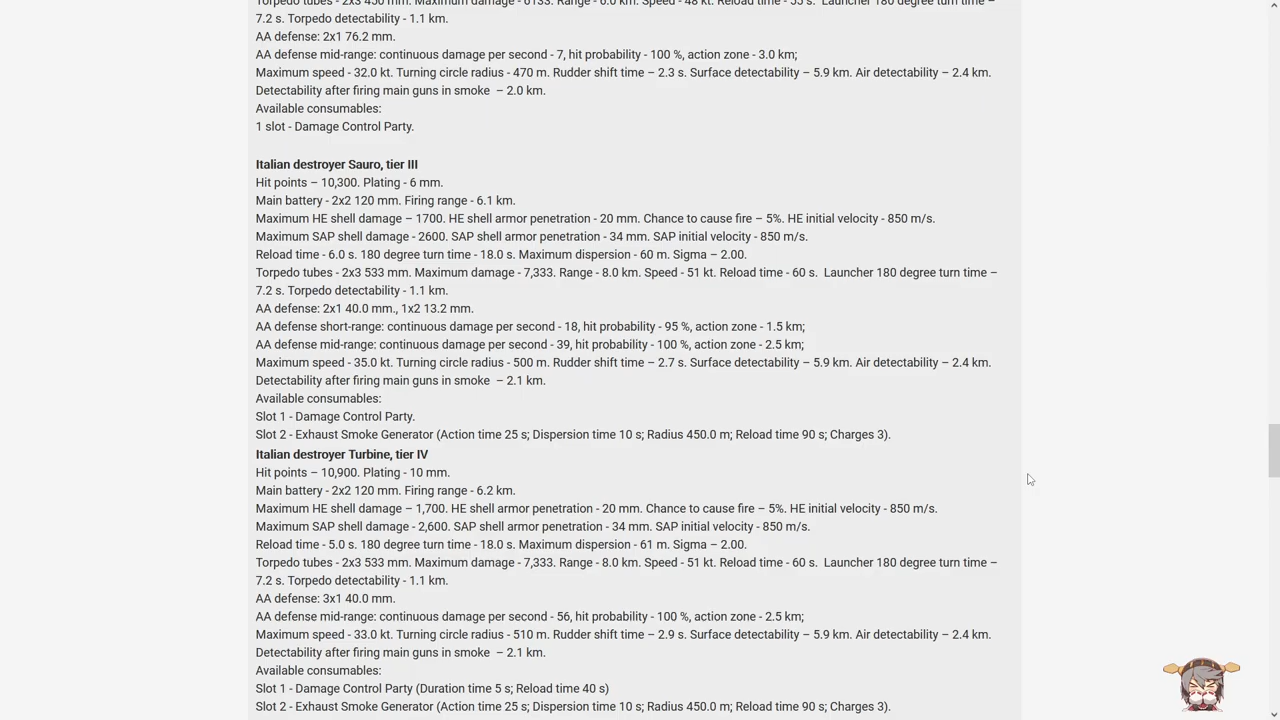 Torpedo tubes - 2x3 450 mm. Maximum damage - 6133. Range - 6.0 km. Speed - 48 kt. Reload time - 55 s.  Launcher 180 degree turn time –
7.2 s. Torpedo detectability - 1.1 km.
AA defense: 2x1 76.2 mm.
AA defense mid-range: continuous damage per second - 7, hit probability - 100 %, action zone - 3.0 km;
Maximum speed - 32.0 kt. Turning circle radius - 470 m. Rudder shift time – 2.3 s. Surface detectability – 5.9 km. Air detectability – 2.4 km.
Detectability after firing main guns in smoke  – 2.0 km.
Available consumables:
1 slot - Damage Control Party.
Italian destroyer Sauro, tier III
Hit points – 10,300. Plating - 6 mm.
Main battery - 2x2 120 mm. Firing range - 6.1 km.
Maximum HE shell damage – 1700. HE shell armor penetration - 20 mm. Chance to cause fire – 5%. HE initial velocity - 850 m/s.
Maximum SAP shell damage - 2600. SAP shell armor penetration - 34 mm. SAP initial velocity - 850 m/s.
Reload time - 6.0 s. 180 degree turn time - 18.0 s. Maximum dispersion - 60 m. Sigma – 2.00.
Torpedo tubes - 2x3 533 mm. Maximum damage - 7,333. Range - 8.0 km. Speed - 51 kt. Reload time - 60 s.  Launcher 180 degree turn time –
7.2 s. Torpedo detectability - 1.1 km.
AA defense: 2x1 40.0 mm., 1x2 13.2 mm.
AA defense short-range: continuous damage per second - 18, hit probability - 95 %, action zone - 1.5 km;
AA defense mid-range: continuous damage per second - 39, hit probability - 100 %, action zone - 2.5 km;
Maximum speed - 35.0 kt. Turning circle radius - 500 m. Rudder shift time – 2.7 s. Surface detectability – 5.9 km. Air detectability – 2.4 km.
Detectability after firing main guns in smoke  – 2.1 km.
Available consumables:
Slot 1 - Damage Control Party.
Slot 2 - Exhaust Smoke Generator (Action time 25 s; Dispersion time 10 s; Radius 450.0 m; Reload time 90 s; Charges 3).
Italian destroyer Turbine, tier IV
Hit points – 10,900. Plating - 10 mm.
Main battery - 2x2 120 mm. Firing range - 6.2 km.
Maximum HE shell damage – 1,700. HE shell armor penetration - 20 mm. Chance to cause fire – 5%. HE initial velocity - 850 m/s.
Maximum SAP shell damage - 2,600. SAP shell armor penetration - 34 mm. SAP initial velocity - 850 m/s.
Reload time - 5.0 s. 180 degree turn time - 18.0 s. Maximum dispersion - 61 m. Sigma – 2.00.
Torpedo tubes - 2x3 533 mm. Maximum damage - 7,333. Range - 8.0 km. Speed - 51 kt. Reload time - 60 s.  Launcher 180 degree turn time –
7.2 s. Torpedo detectability - 1.1 km.
AA defense: 3x1 40.0 mm.
AA defense mid-range: continuous damage per second - 56, hit probability - 100 %, action zone - 2.5 km;
Maximum speed - 33.0 kt. Turning circle radius - 510 m. Rudder shift time – 2.9 s. Surface detectability – 5.9 km. Air detectability – 2.4 km.
Detectability after firing main guns in smoke  – 2.1 km.
Available consumables:
Slot 1 - Damage Control Party (Duration time 5 s; Reload time 40 s)
Slot 2 - Exhaust Smoke Generator (Action time 25 s; Dispersion time 10 s; Radius 450.0 m; Reload time 90 s; Charges 3).